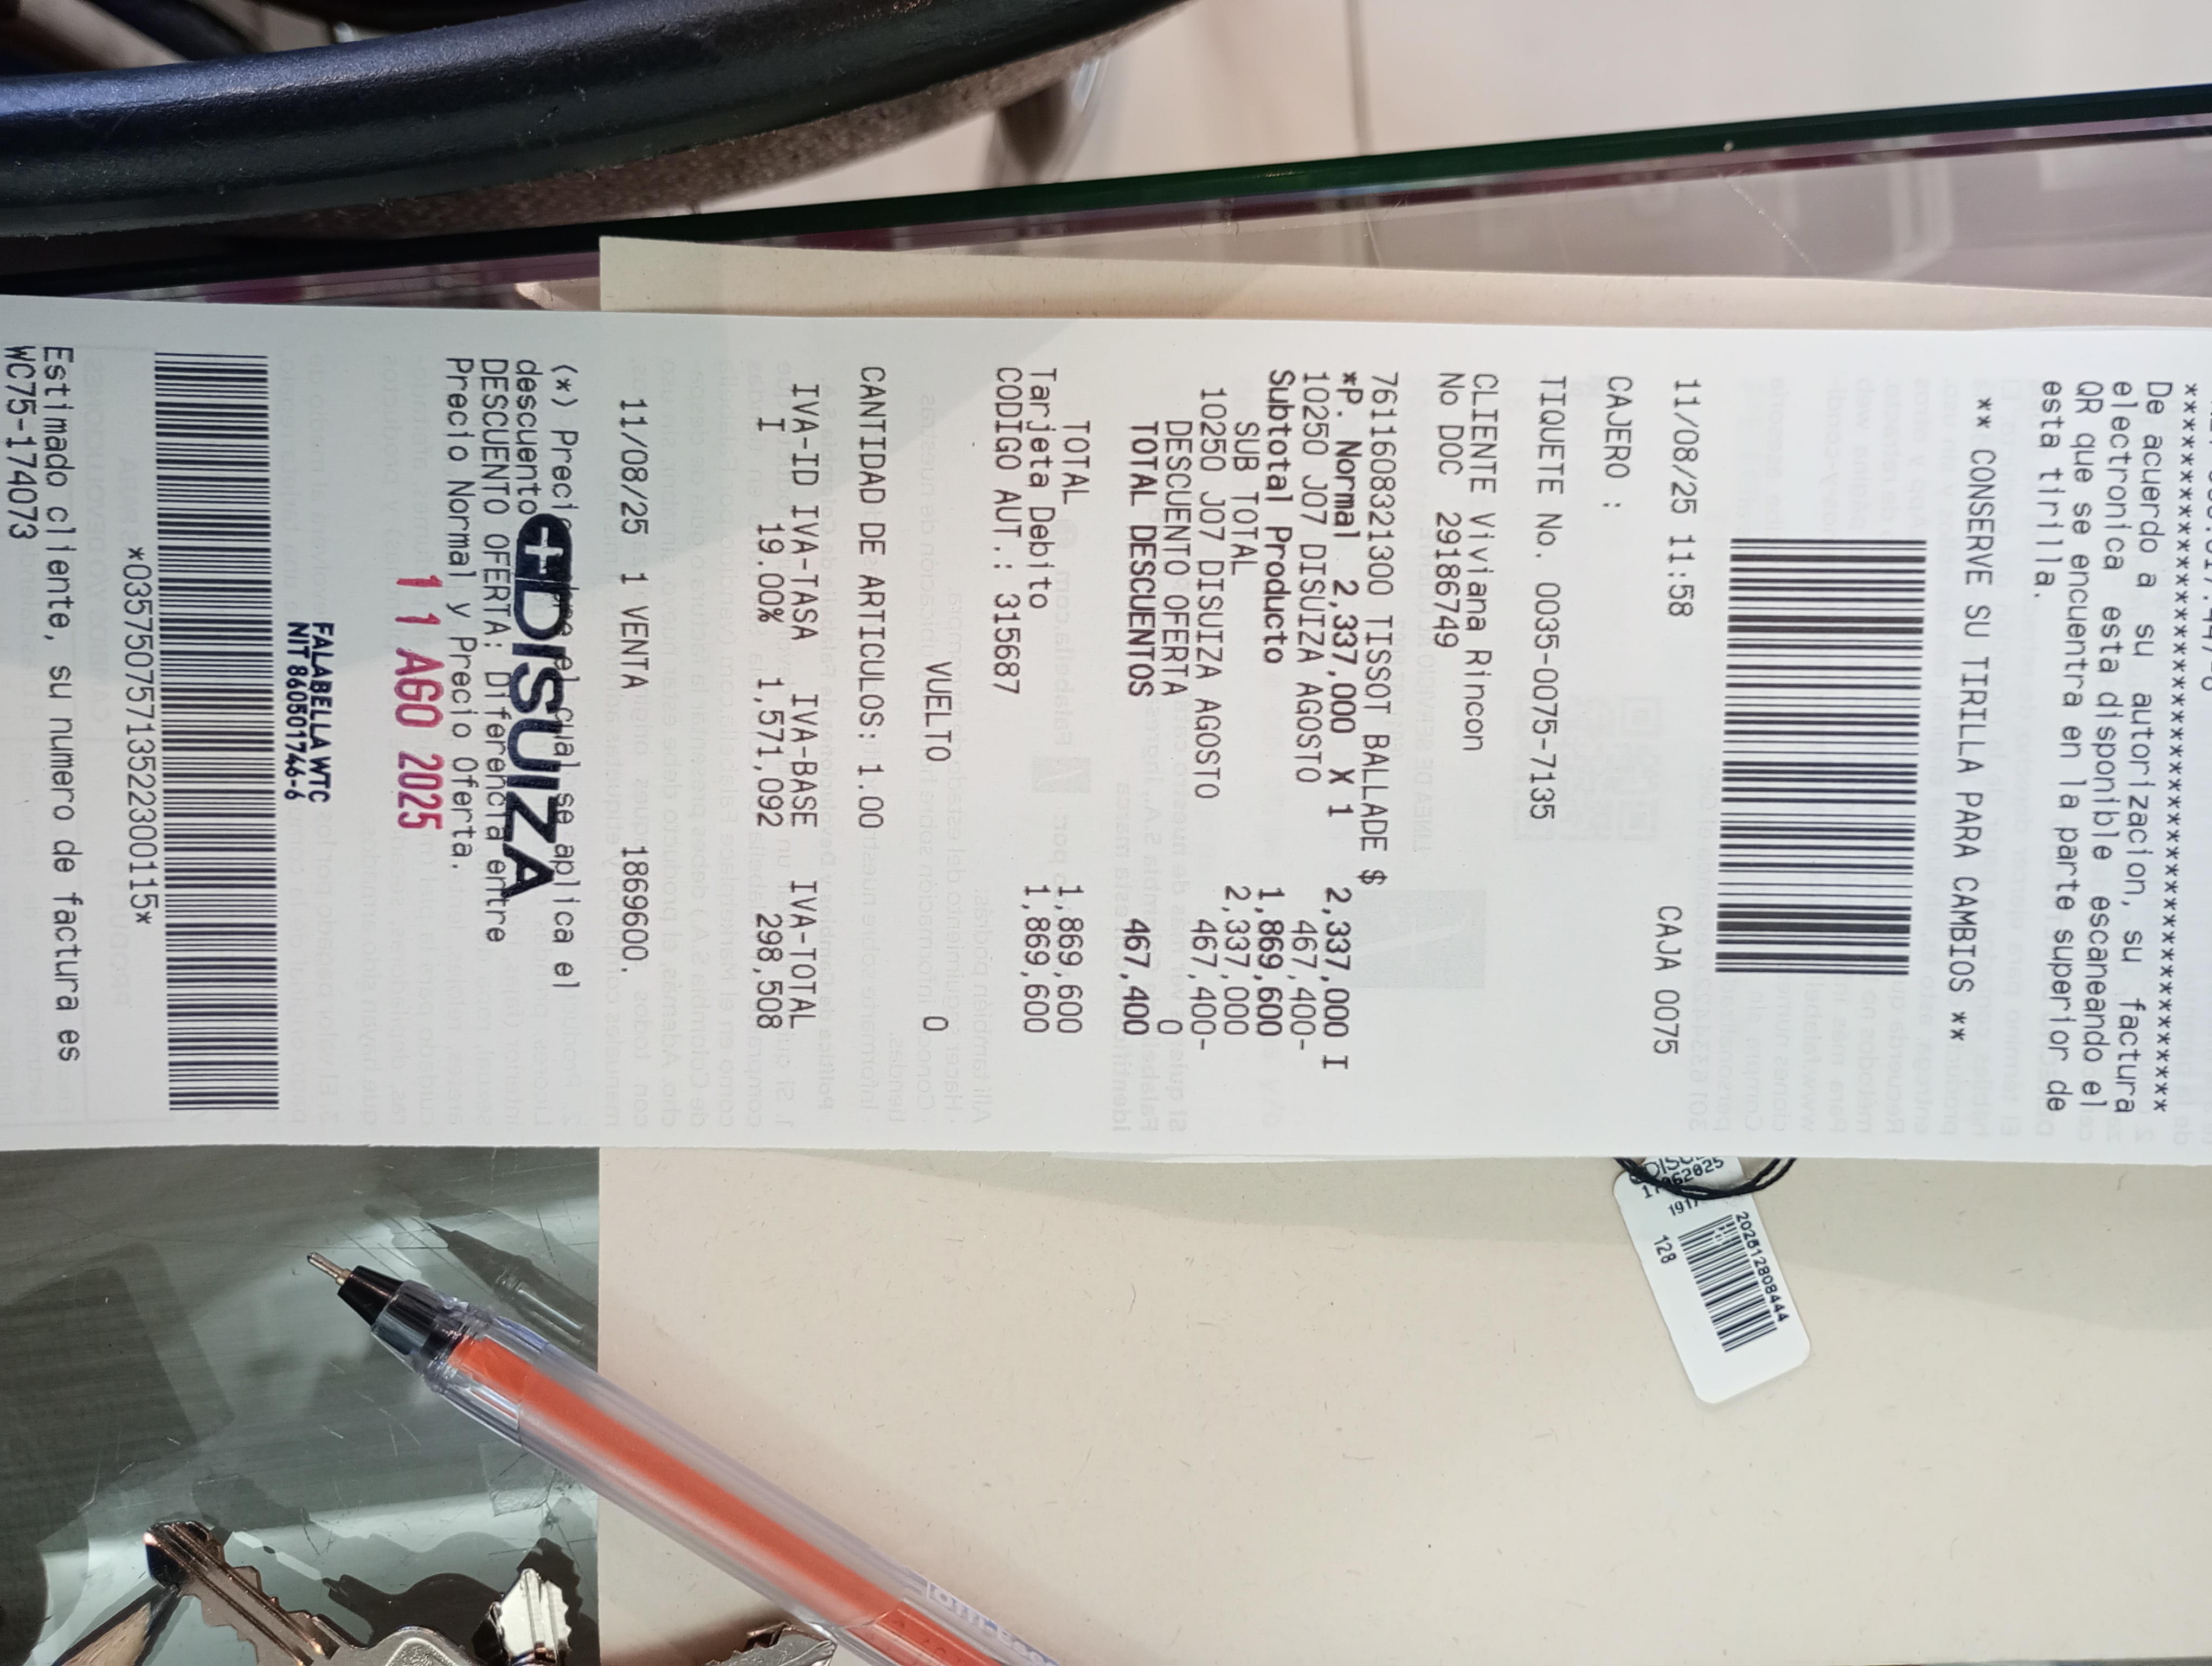 ***********************************
De acuerdo a su autorizacion, su factura
electronica esta disponible escaneando el
QR que se encuentra en la parte superior de
esta tirilla.
** CONSERVE SU TIRILLA PARA CAMBIOS **
11/08/25 11:58 CAJA 0075
CAJERO :
TIQUETE No. 0035-0075-7135
CLIENTE Viviana Rincon
No DOC 29186749
7611608321300 TISSOT BALLADE $
*P. Normal 2,337,000 X 1 2,337,000 I
10250 J07 DISUIZA AGOSTO 467,400-
Subtotal Producto 1,869,600
SUB TOTAL 2,337,000
10250 J07 DISUIZA AGOSTO 467,400-
DESCUENTO OFERTA 0
TOTAL DESCUENTOS 467,400
TOTAL 1,869,600
Tarjeta Debito 1,869,600
CODIGO AUT.: 315687
VUELTO 0
CANTIDAD DE ARTICULOS: 1.00
IVA-ID IVA-TASA IVA-BASE IVA-TOTAL
I 19.00% 1,571,092 298,508
11/08/25 1 VENTA 1869600.
(*) Precio el cual se aplica el
descuento
DISUIZA
DESCUENTO OFERTA: Diferencia entre
Precio Normal y Precio Oferta.
11 AGO 2025
FALABELLA WTC
NIT 860501746-6
*03575075713522300115*
Estimado cliente, su numero de factura es
WC75-174073
128
202512808444